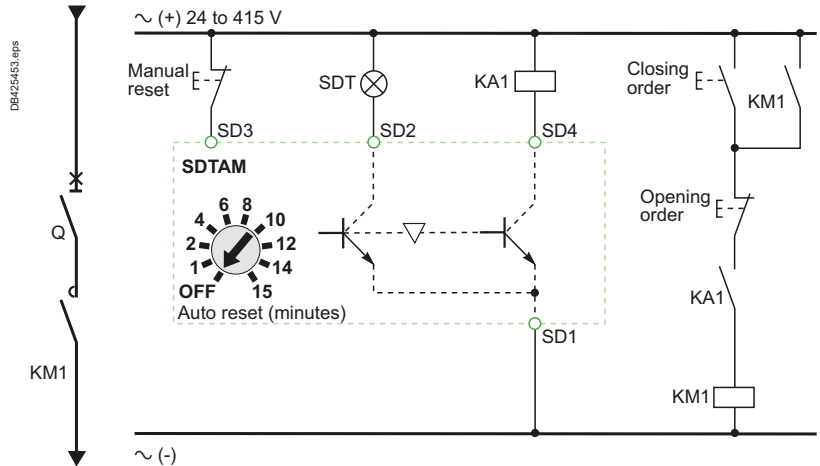 DB425453.eps
∿ (+) 24 to 415 V
Manual
reset
SDT
KA1
Closing
order
KM1
SD3
SD2
SD4
SDTAM
Q
Opening
order
6 8
4 10
2 12
1 14
OFF 15
Auto reset (minutes)
KA1
SD1
KM1
KM1
∿ (-)